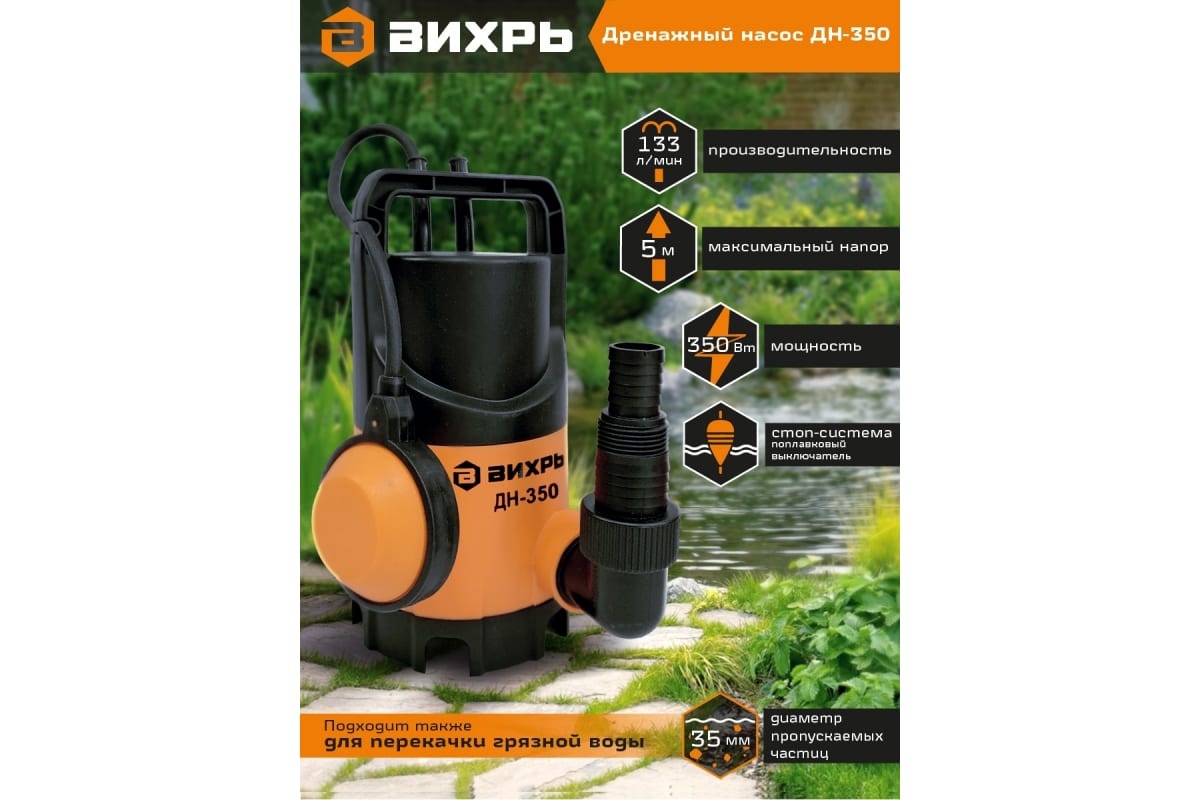 ВИХРЬ
Дренажный насос ДН-350
133
л/мин
производительность
5 м
максимальный напор
350 Вт
мощность
стоп-система
поплавковый
выключатель
ВИХРЬ
ДН-350
Подходит также
для перекачки грязной воды
35 мм
диаметр
пропускаемых
частиц